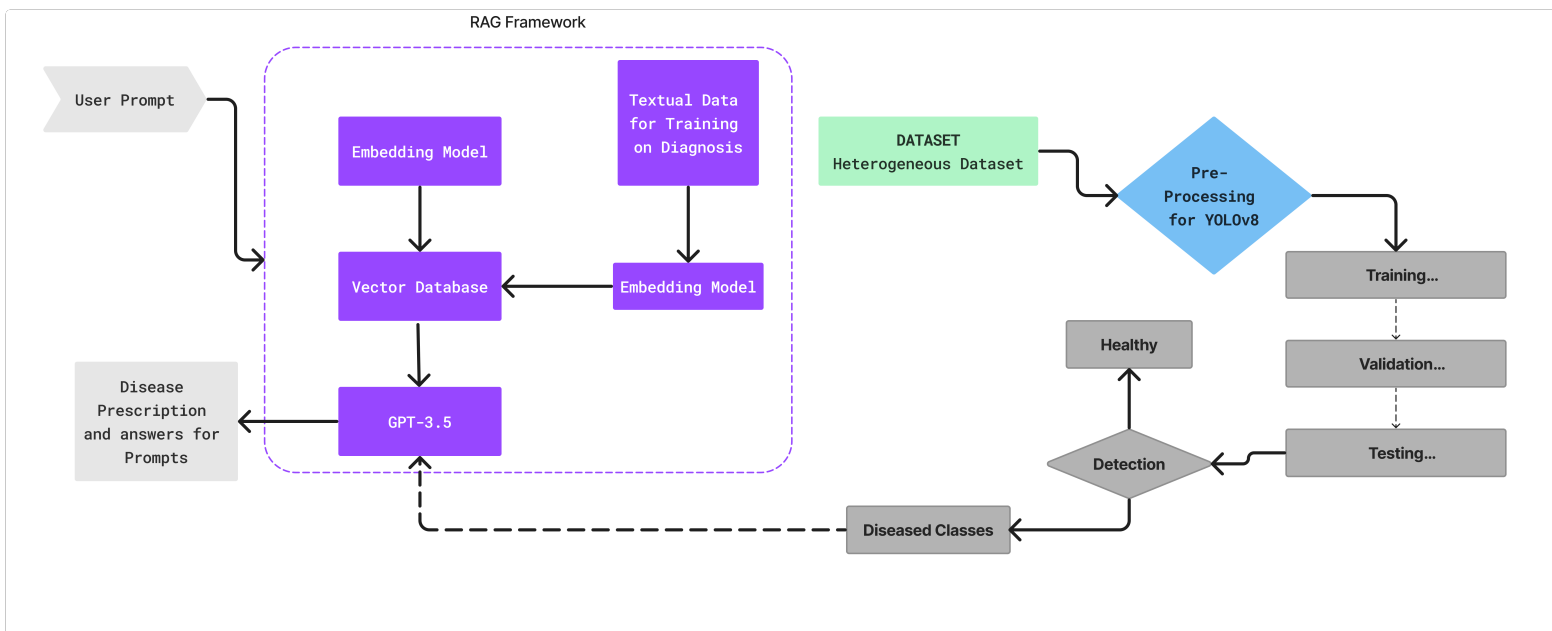 RAG Framework
User Prompt
Embedding Model
Textual Data
for Training
on Diagnosis
Vector Database
Embedding Model
GPT-3.5
Disease
Prescription
and answers for
Prompts
DATASET
Heterogeneous Dataset
Pre-
Processing
for YOLOv8
Training...
Validation...
Testing...
Healthy
Detection
Diseased Classes